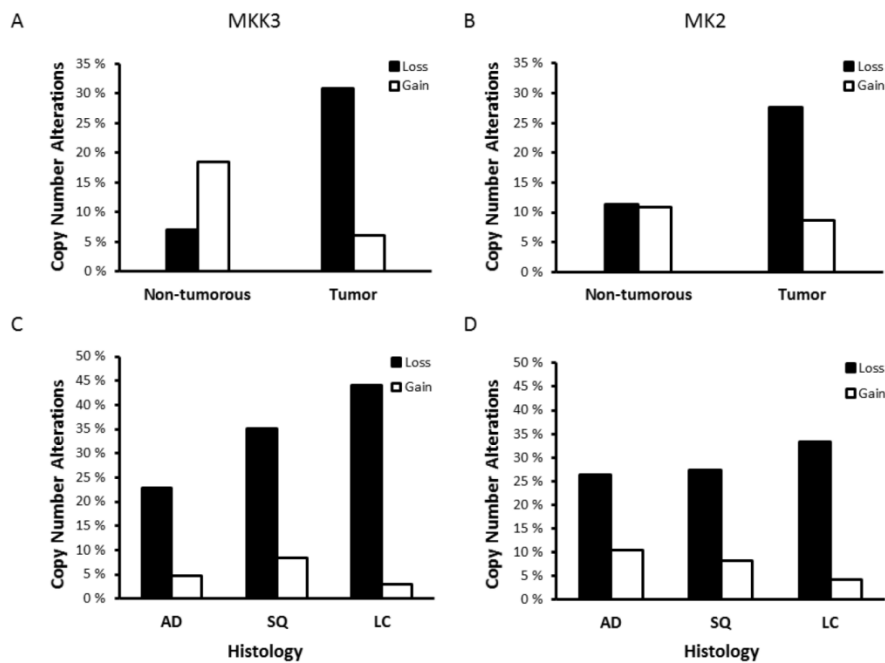 A
MKK3
Copy Number Alterations
35 %
30 %
25 %
20 %
15 %
10 %
5 %
0 %
Loss
Gain
Non-tumorous
Tumor
B
MK2
Copy Number Alterations
35 %
30 %
25 %
20 %
15 %
10 %
5 %
0 %
Loss
Gain
Non-tumorous
Tumor
C
Copy Number Alterations
50 %
45 %
40 %
35 %
30 %
25 %
20 %
15 %
10 %
5 %
0 %
Loss
Gain
AD
SQ
LC
Histology
D
Copy Number Alterations
50 %
45 %
40 %
35 %
30 %
25 %
20 %
15 %
10 %
5 %
0 %
Loss
Gain
AD
SQ
LC
Histology